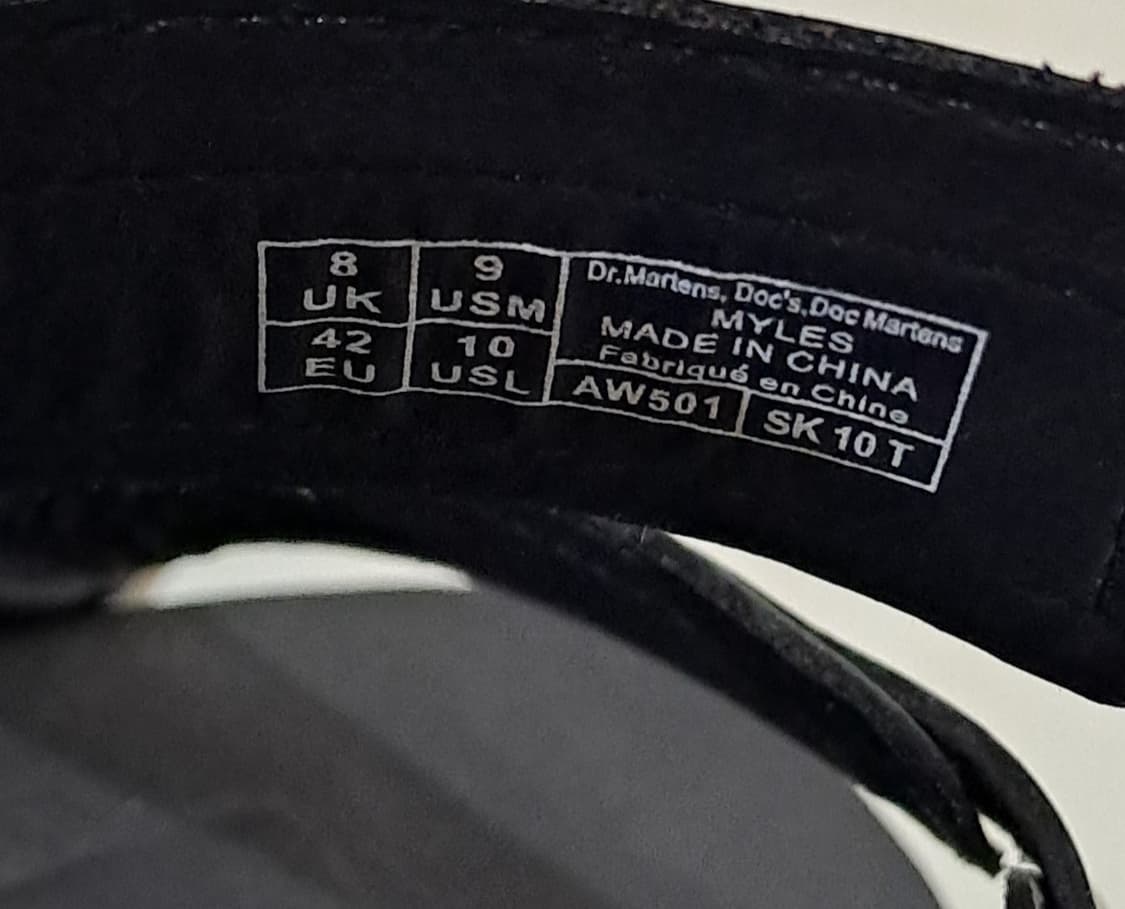 8
UK
9
USM
42
EU
10
USL
Dr.Martens, Doc's,Doc Martens
MYLES
MADE IN CHINA
Fabriqué en Chine
AW501
SK 10 T